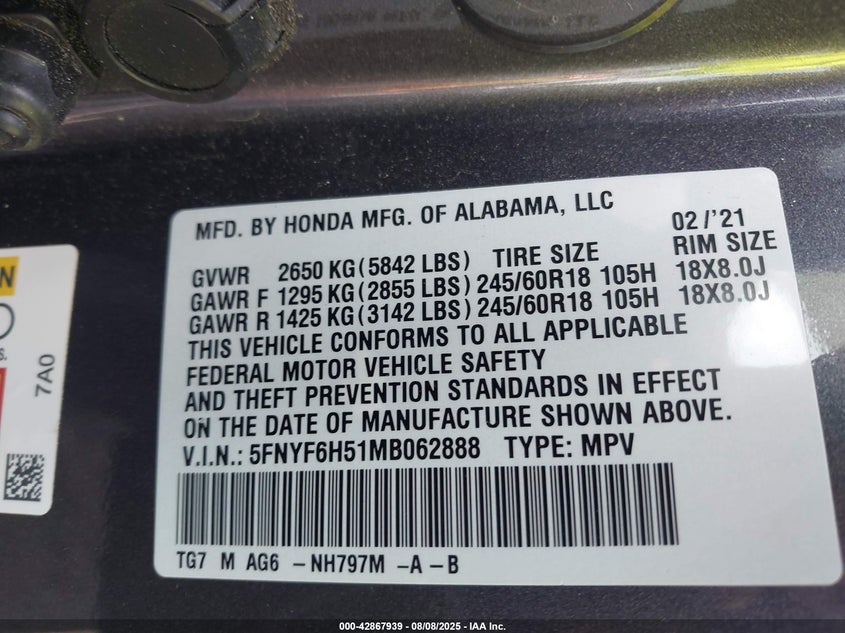 MFD. BY HONDA MFG. OF ALABAMA, LLC 02/'21
GVWR 2650 KG (5842 LBS) TIRE SIZE RIM SIZE
GAWR F 1295 KG (2855 LBS) 245/60R18 105H 18X8.0J
GAWR R 1425 KG (3142 LBS) 245/60R18 105H 18X8.0J
THIS VEHICLE CONFORMS TO ALL APPLICABLE
FEDERAL MOTOR VEHICLE SAFETY
AND THEFT PREVENTION STANDARDS IN EFFECT
ON THE DATE OF MANUFACTURE SHOWN ABOVE.
V.I.N.: 5FNYF6H51MB062888 TYPE: MPV
TG7 M AG6 -NH797M -A -B
7A0
000-42867939 - 08/08/2025 - IAA Inc.